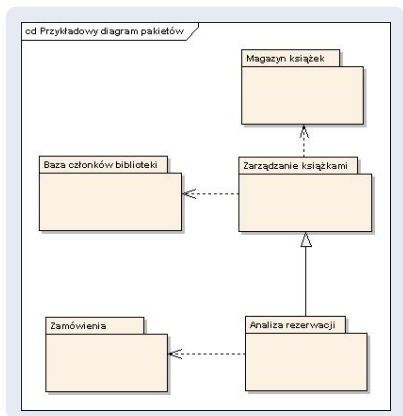 cd Przykładowy diagram pakietów
Magazyn książek
Baza członków biblioteki
Zarządzanie książkami
Zamówienia
Analiza rezerwacji